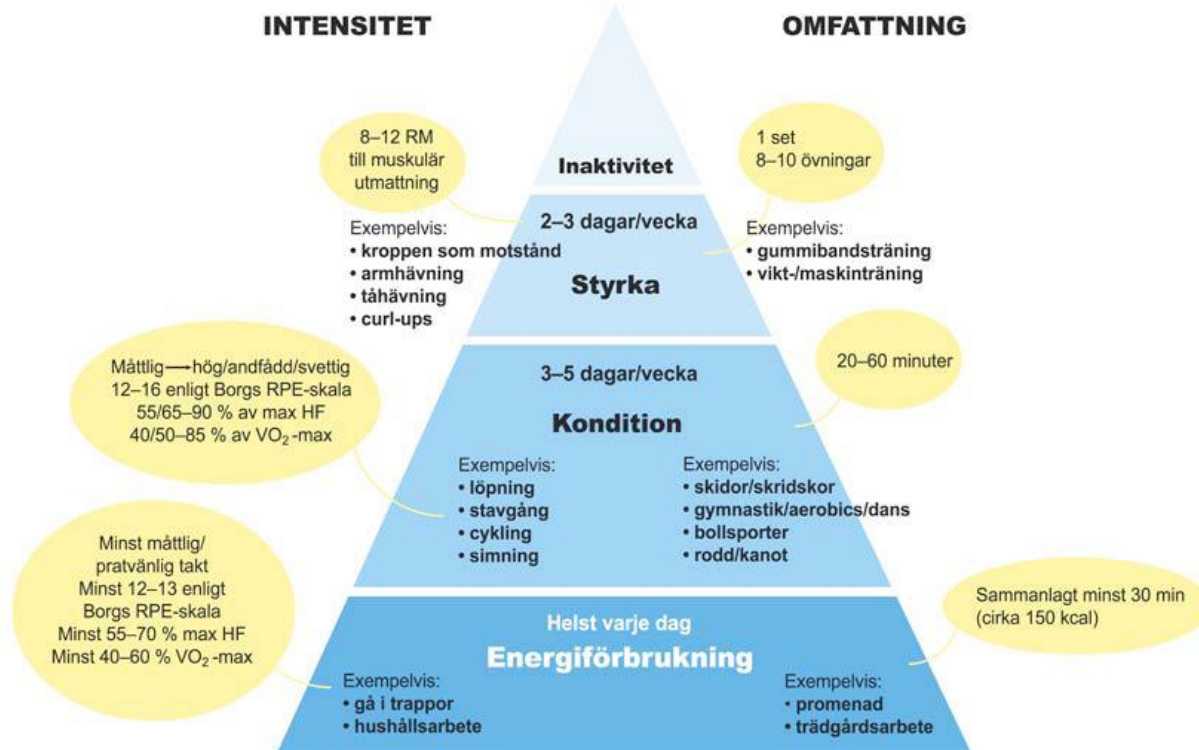 INTENSITET
OMFATTNING
Inaktivitet
8–12 RM
till muskulär
utmattning
1 set
8–10 övningar
2–3 dagar/vecka
Styrka
Exempelvis:
• kroppen som motstånd
• armhävning
• tåhävning
• curl-ups
Exempelvis:
• gummibandsträning
• vikt-/maskinträning
Måttlig⟶hög/andfådd/svettig
12–16 enligt Borgs RPE-skala
55/65–90 % av max HF
40/50–85 % av VO₂-max
20–60 minuter
3–5 dagar/vecka
Kondition
Exempelvis:
• löpning
• stavgång
• cykling
• simning
Exempelvis:
• skidor/skridskor
• gymnastik/aerobics/dans
• bollsporter
• rodd/kanot
Minst måttlig/
pratvänlig takt
Minst 12–13 enligt
Borgs RPE-skala
Minst 55–70 % max HF
Minst 40–60 % VO₂-max
Sammanlagt minst 30 min
(cirka 150 kcal)
Helst varje dag
Energiförbrukning
Exempelvis:
• gå i trappor
• hushållsarbete
Exempelvis:
• promenad
• trädgårdsarbete